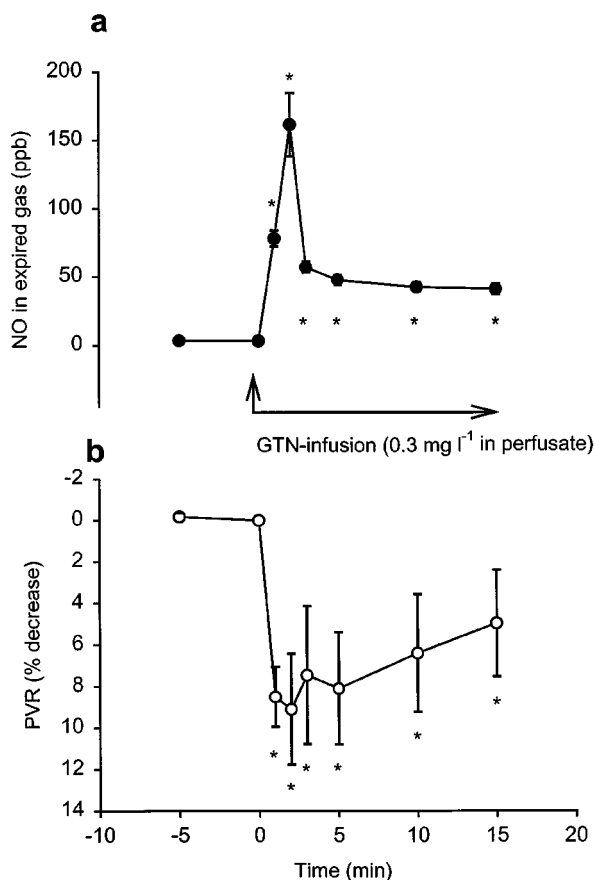 a
200
150
100
50
0
NO in expired gas (ppb)
*
*
* * * *
GTN-infusion (0.3 mg l⁻¹ in perfusate)
b
-2
0
2
4
6
8
10
12
14
PVR (% decrease)
* * * * * *
-10 -5 0 5 10 15 20
Time (min)